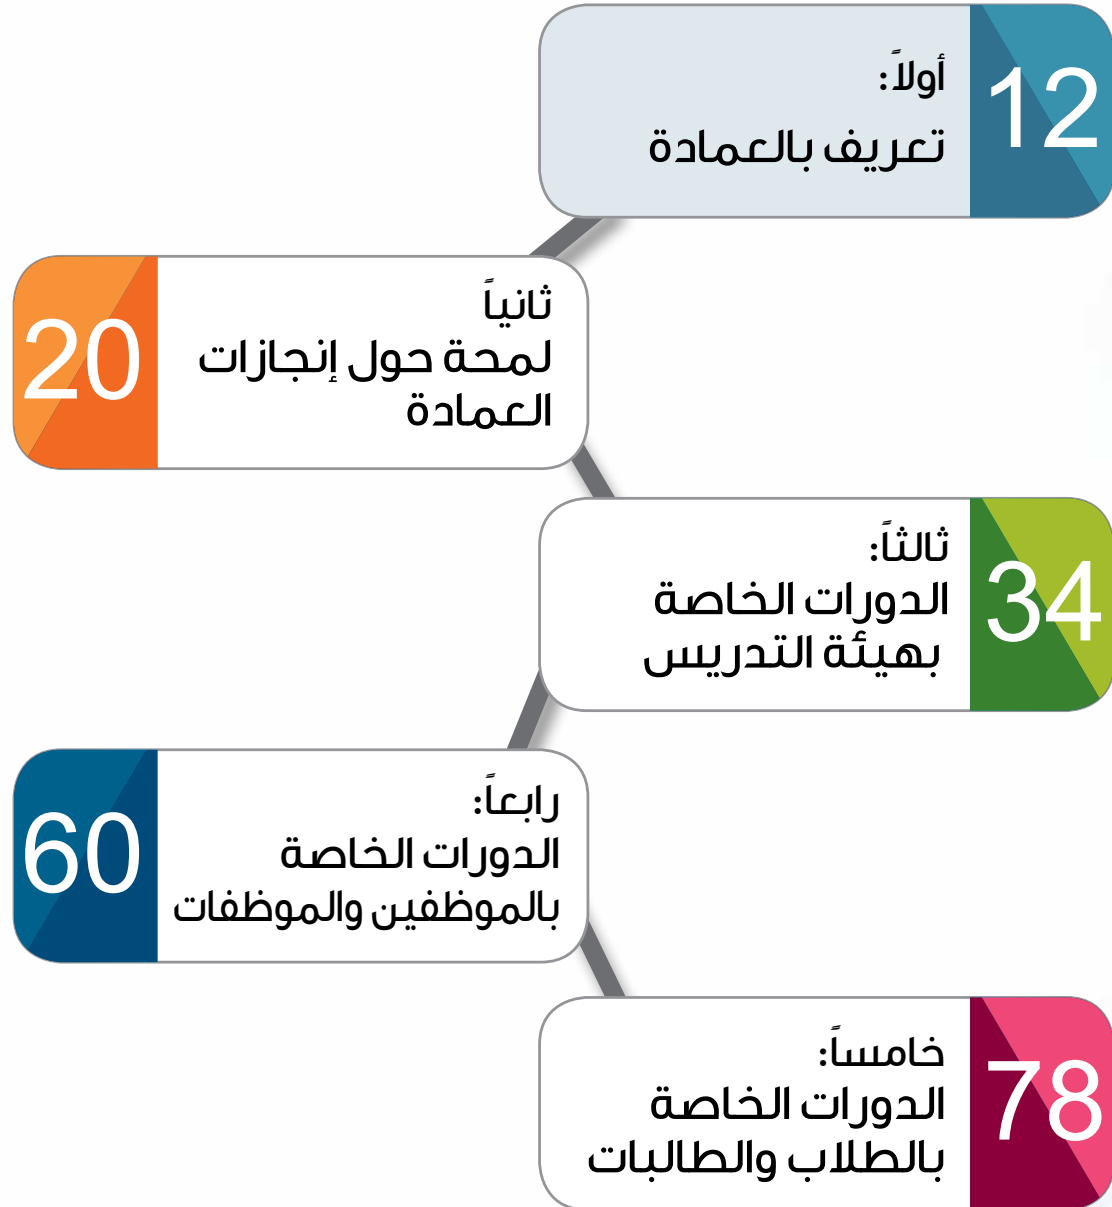 12
أولاً:
تعريف بالعمادة
20
ثانياً
لمحة حول إنجازات
العمادة
34
ثالثاً:
الدورات الخاصة
بهيئة التدريس
60
رابعاً:
الدورات الخاصة
بالموظفين والموظفات
78
خامساً:
الدورات الخاصة
بالطلاب والطالبات